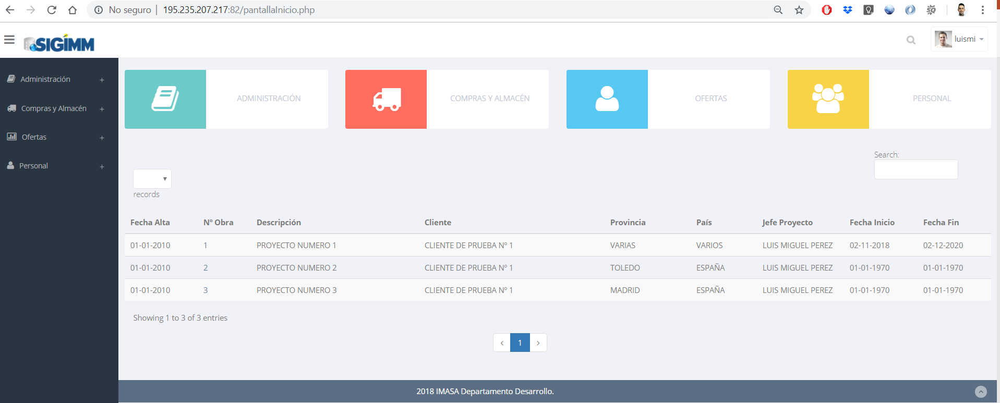 No seguro | 195.235.207.217:82/pantallaInicio.php
SIGIMM
luismi
Administración +
Compras y Almacén +
Ofertas +
Personal +
ADMINISTRACIÓN
COMPRAS Y ALMACÉN
OFERTAS
PERSONAL
Search:
records
Fecha Alta Nº Obra Descripción Cliente Provincia País Jefe Proyecto Fecha Inicio Fecha Fin
01-01-2010 1 PROYECTO NUMERO 1 CLIENTE DE PRUEBA Nº 1 VARIAS VARIOS LUIS MIGUEL PEREZ 02-11-2018 02-12-2020
01-01-2010 2 PROYECTO NUMERO 2 CLIENTE DE PRUEBA Nº 1 TOLEDO ESPAÑA LUIS MIGUEL PEREZ 01-01-1970 01-01-1970
01-01-2010 3 PROYECTO NUMERO 3 CLIENTE DE PRUEBA Nº 1 MADRID ESPAÑA LUIS MIGUEL PEREZ 01-01-1970 01-01-1970
Showing 1 to 3 of 3 entries
‹ 1 ›
2018 IMASA Departamento Desarrollo.